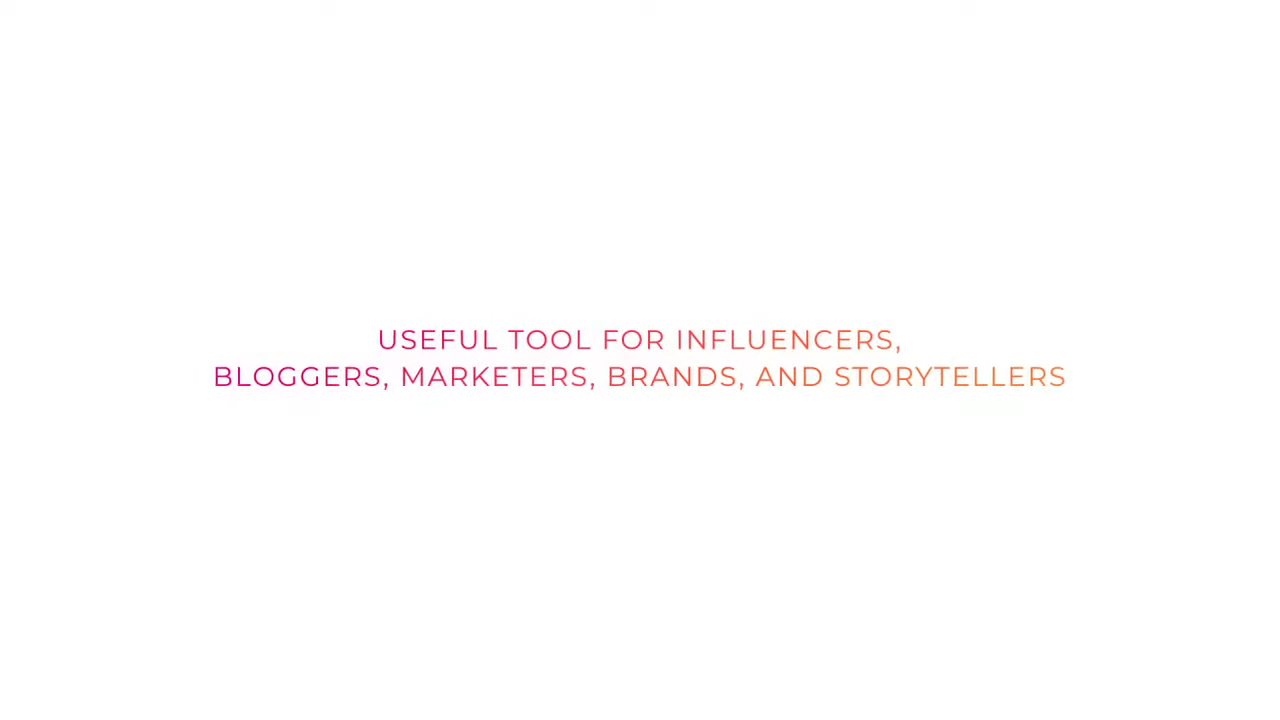 USEFUL TOOL FOR INFLUENCERS,
BLOGGERS, MARKETERS, BRANDS, AND STORYTELLERS